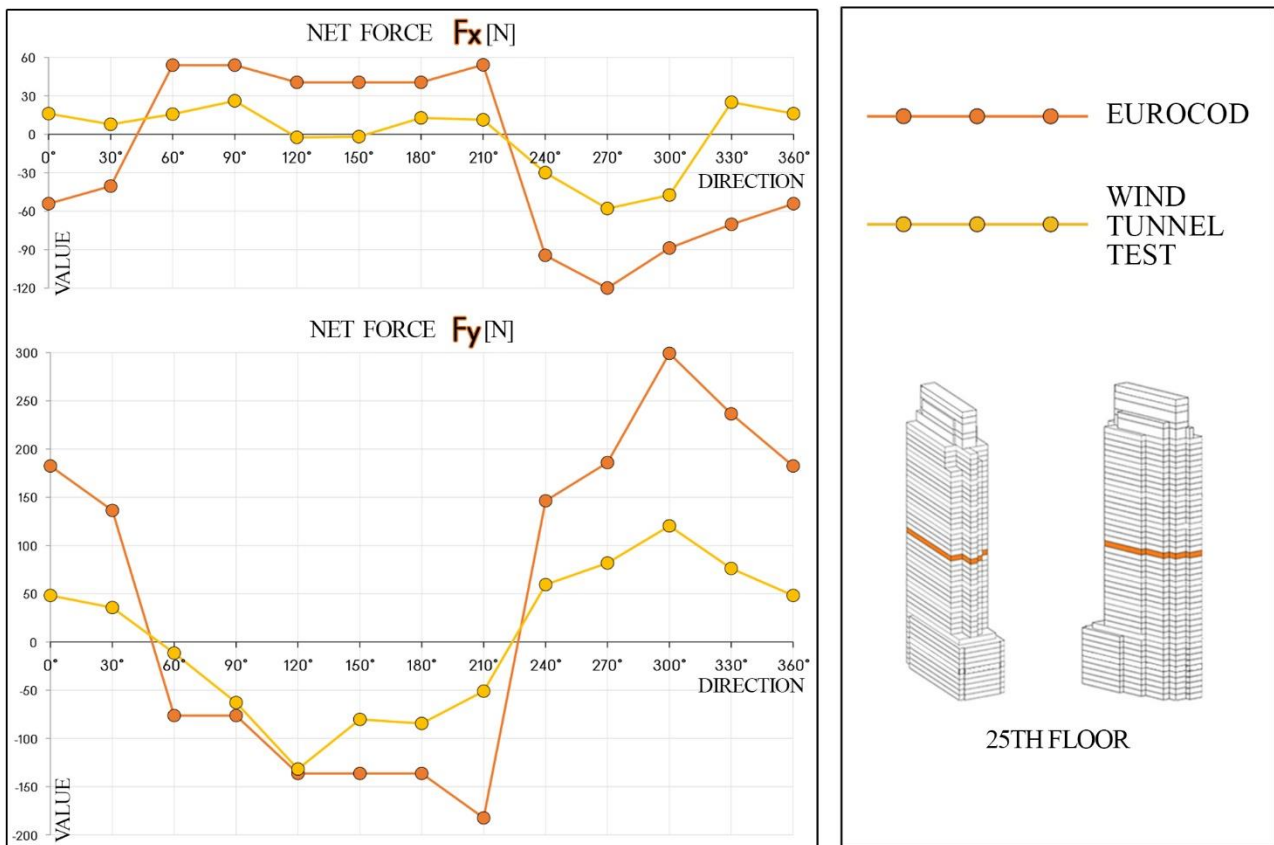 NET FORCE Fx [N]
60
30
0
-30
-60
-90
-120
0° 30° 60° 90° 120° 150° 180° 210° 240° 270° 300° 330° 360°
DIRECTION
VALUE
NET FORCE Fy [N]
300
250
200
150
100
50
0
-50
-100
-150
-200
0° 30° 60° 90° 120° 150° 180° 210° 240° 270° 300° 330° 360°
DIRECTION
VALUE
EUROCOD
WIND
TUNNEL
TEST
25TH FLOOR